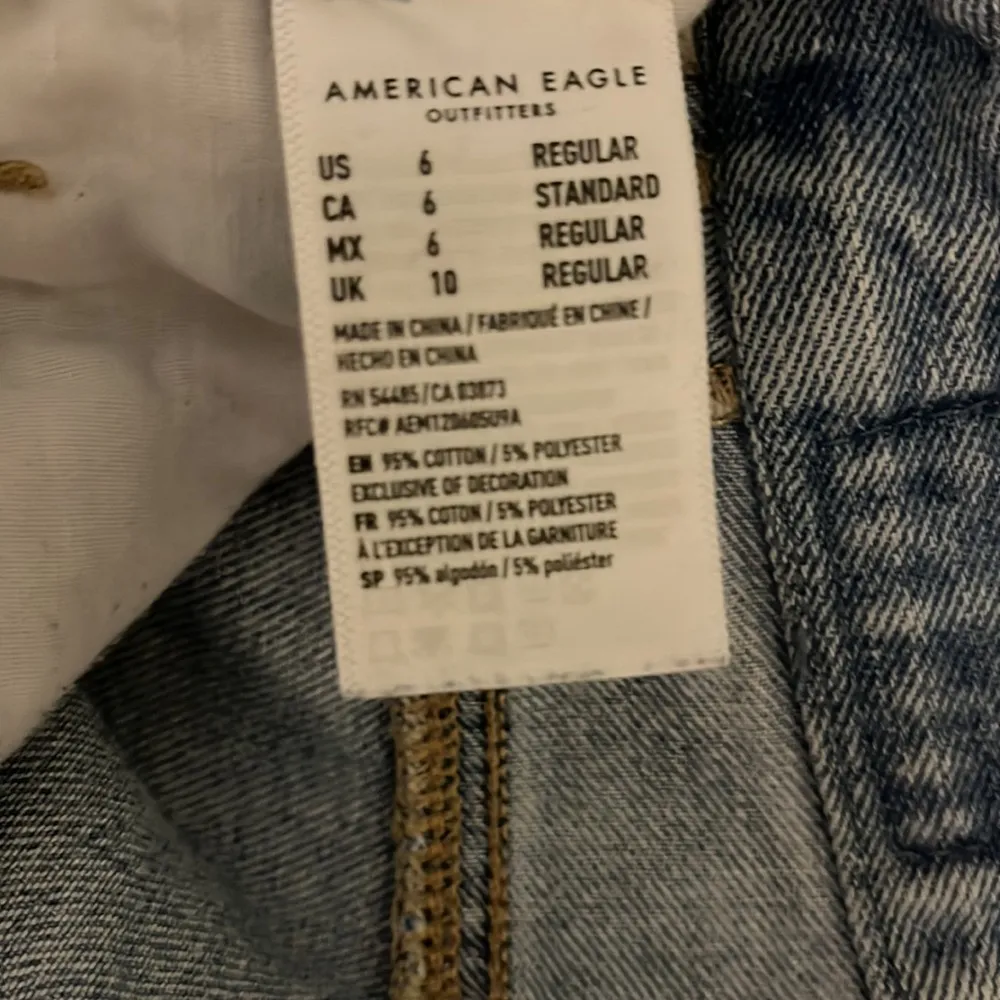 AMERICAN EAGLE
OUTFITTERS
US 6 REGULAR
CA 6 STANDARD
MX 6 REGULAR
UK 10 REGULAR
MADE IN CHINA / FABRIQUÉ EN CHINE /
HECHO EN CHINA
RN 54485 / CA 03873
RFC# AEMT20605U9A
EN 95% COTTON / 5% POLYESTER
EXCLUSIVE OF DECORATION
FR 95% COTON / 5% POLYESTER
À L'EXCEPTION DE LA GARNITURE
SP 95% algodón / 5% poliéster